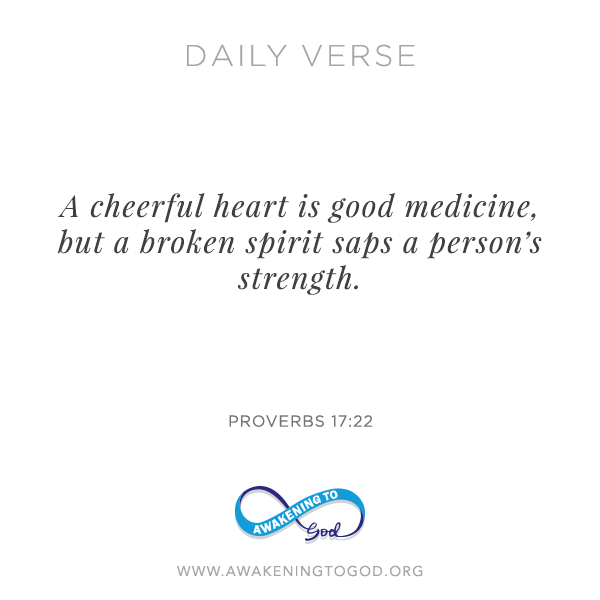 DAILY VERSE
A cheerful heart is good medicine,
but a broken spirit saps a person’s
strength.
PROVERBS 17:22
AWAKENING TO
God
WWW.AWAKENINGTOGOD.ORG